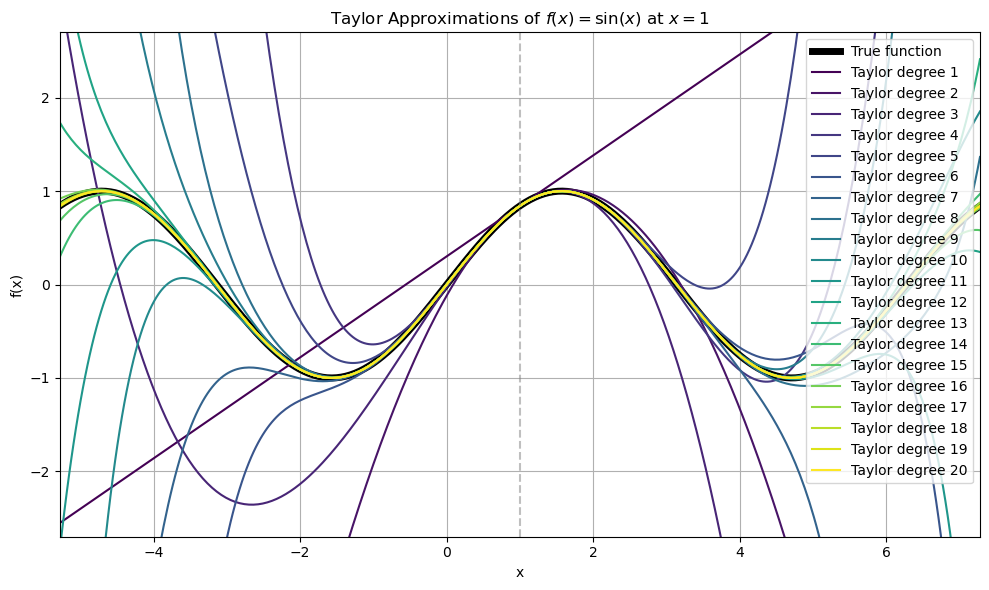 Taylor Approximations of f(x) = sin(x) at x = 1
f(x)
2
1
0
−1
−2
−4
−2
0
2
4
6
x
True function
Taylor degree 1
Taylor degree 2
Taylor degree 3
Taylor degree 4
Taylor degree 5
Taylor degree 6
Taylor degree 7
Taylor degree 8
Taylor degree 9
Taylor degree 10
Taylor degree 11
Taylor degree 12
Taylor degree 13
Taylor degree 14
Taylor degree 15
Taylor degree 16
Taylor degree 17
Taylor degree 18
Taylor degree 19
Taylor degree 20